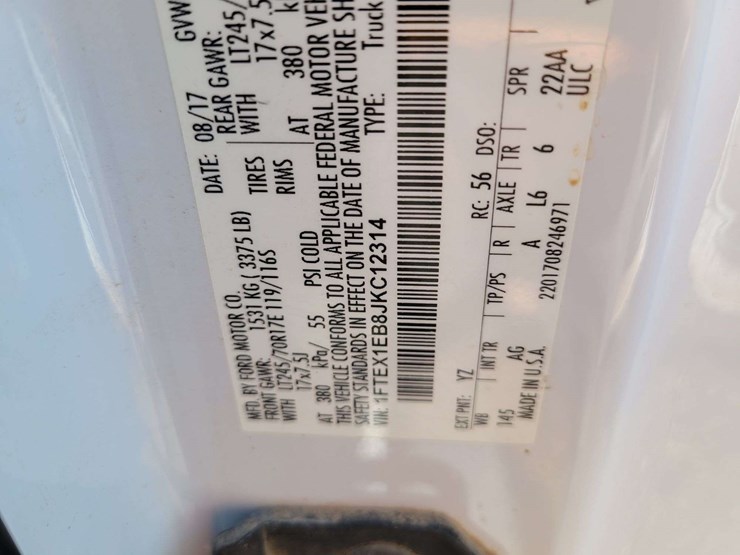 MFD. BY FORD MOTOR CO.
DATE: 08/17 GVW
FRONT GAWR: 1531 KG ( 3375 LB) REAR GAWR:
WITH LT245/70R17E 119/116S TIRES WITH LT245/
17x7.5J RIMS 17x7.5
AT 380 kPa/ 55 PSI COLD AT 380 k
THIS VEHICLE CONFORMS TO ALL APPLICABLE FEDERAL MOTOR VEH
SAFETY STANDARDS IN EFFECT ON THE DATE OF MANUFACTURE SH
VIN: 1FTEX1EB8JKC12314 TYPE: Truck
EXT PNT: YZ RC: 56 DSO:
WB INT TR TP/PS R AXLE TR SPR
145 AG A L6 6 22AA
MADE IN U.S.A. 2201708246971 ULC